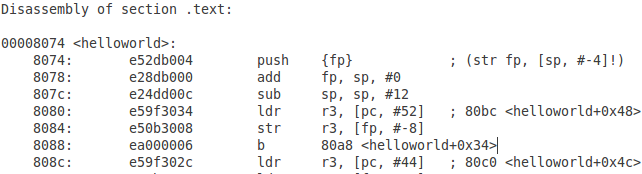 Disassembly of section .text:
00008074 <helloworld>:
8074: e52db004 push {fp} ; (str fp, [sp, #-4]!)
8078: e28db000 add fp, sp, #0
807c: e24dd00c sub sp, sp, #12
8080: e59f3034 ldr r3, [pc, #52] ; 80bc <helloworld+0x48>
8084: e50b3008 str r3, [fp, #-8]
8088: ea000006 b 80a8 <helloworld+0x34>
808c: e59f302c ldr r3, [pc, #44] ; 80c0 <helloworld+0x4c>